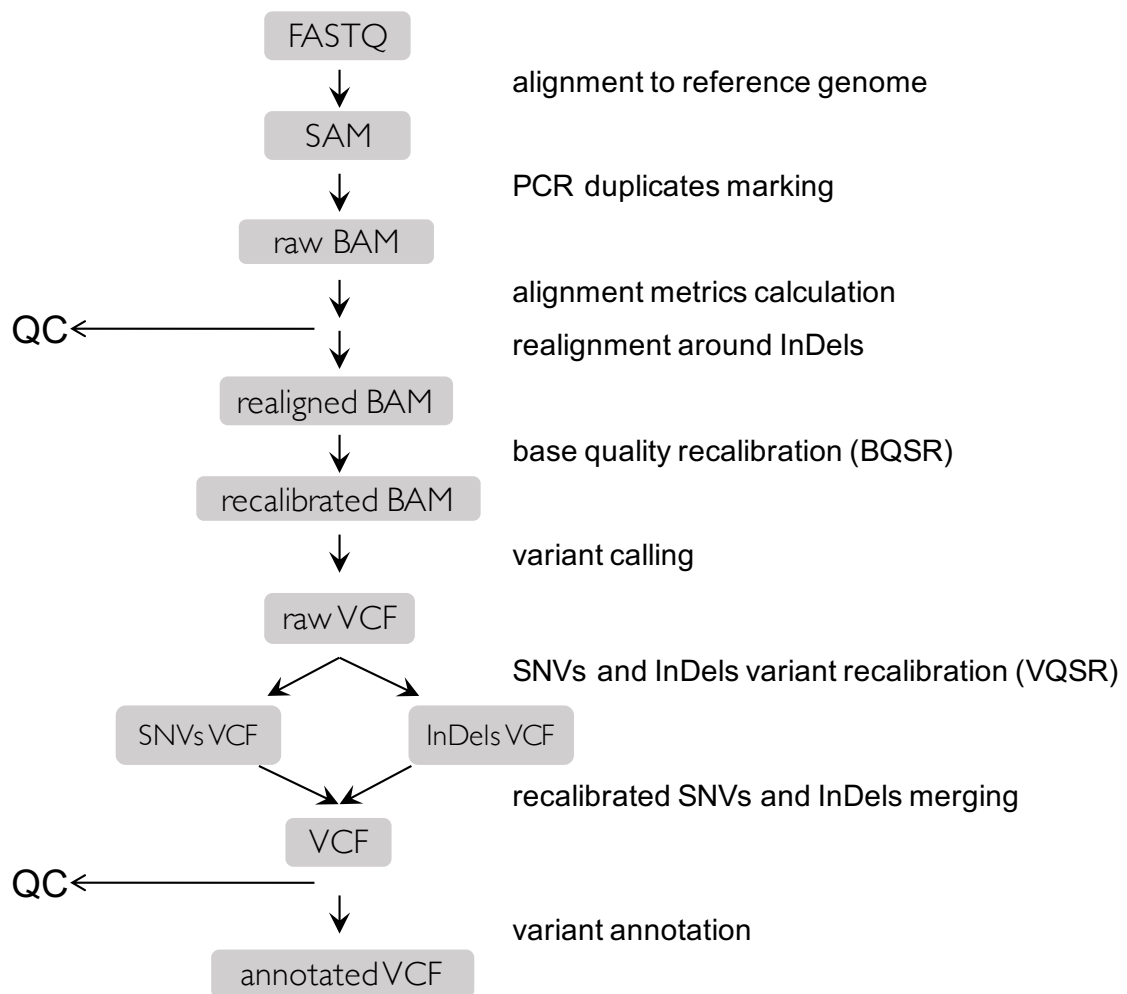 FASTQ
alignment to reference genome
SAM
PCR duplicates marking
raw BAM
alignment metrics calculation
QC
realignment around InDels
realigned BAM
base quality recalibration (BQSR)
recalibrated BAM
variant calling
raw VCF
SNVs and InDels variant recalibration (VQSR)
SNVs VCF
InDels VCF
recalibrated SNVs and InDels merging
VCF
QC
variant annotation
annotated VCF